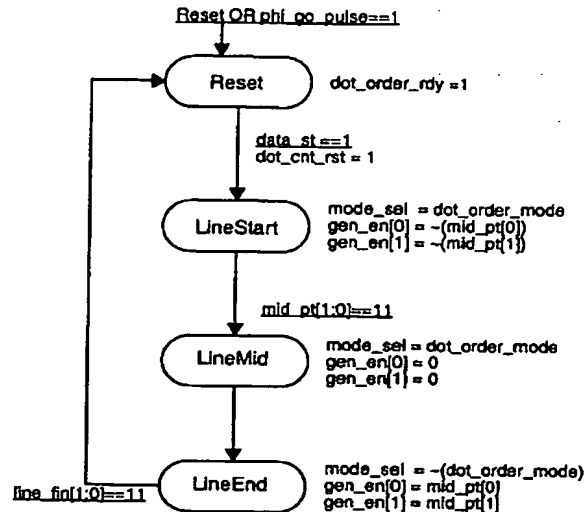 Reset OR phi_go_pulse==1
Reset
dot_order_rdy =1
data_st ==1
dot_cnt_rst = 1
LineStart
mode_sel = dot_order_mode
gen_en[0] = ~(mid_pt[0])
gen_en[1] = ~(mid_pt[1])
mid_pt[1:0]==11
LineMid
mode_sel = dot_order_mode
gen_en[0] = 0
gen_en[1] = 0
LineEnd
mode_sel = ~(dot_order_mode)
gen_en[0] = mid_pt[0]
gen_en[1] = mid_pt[1]
line_fin[1:0]==11